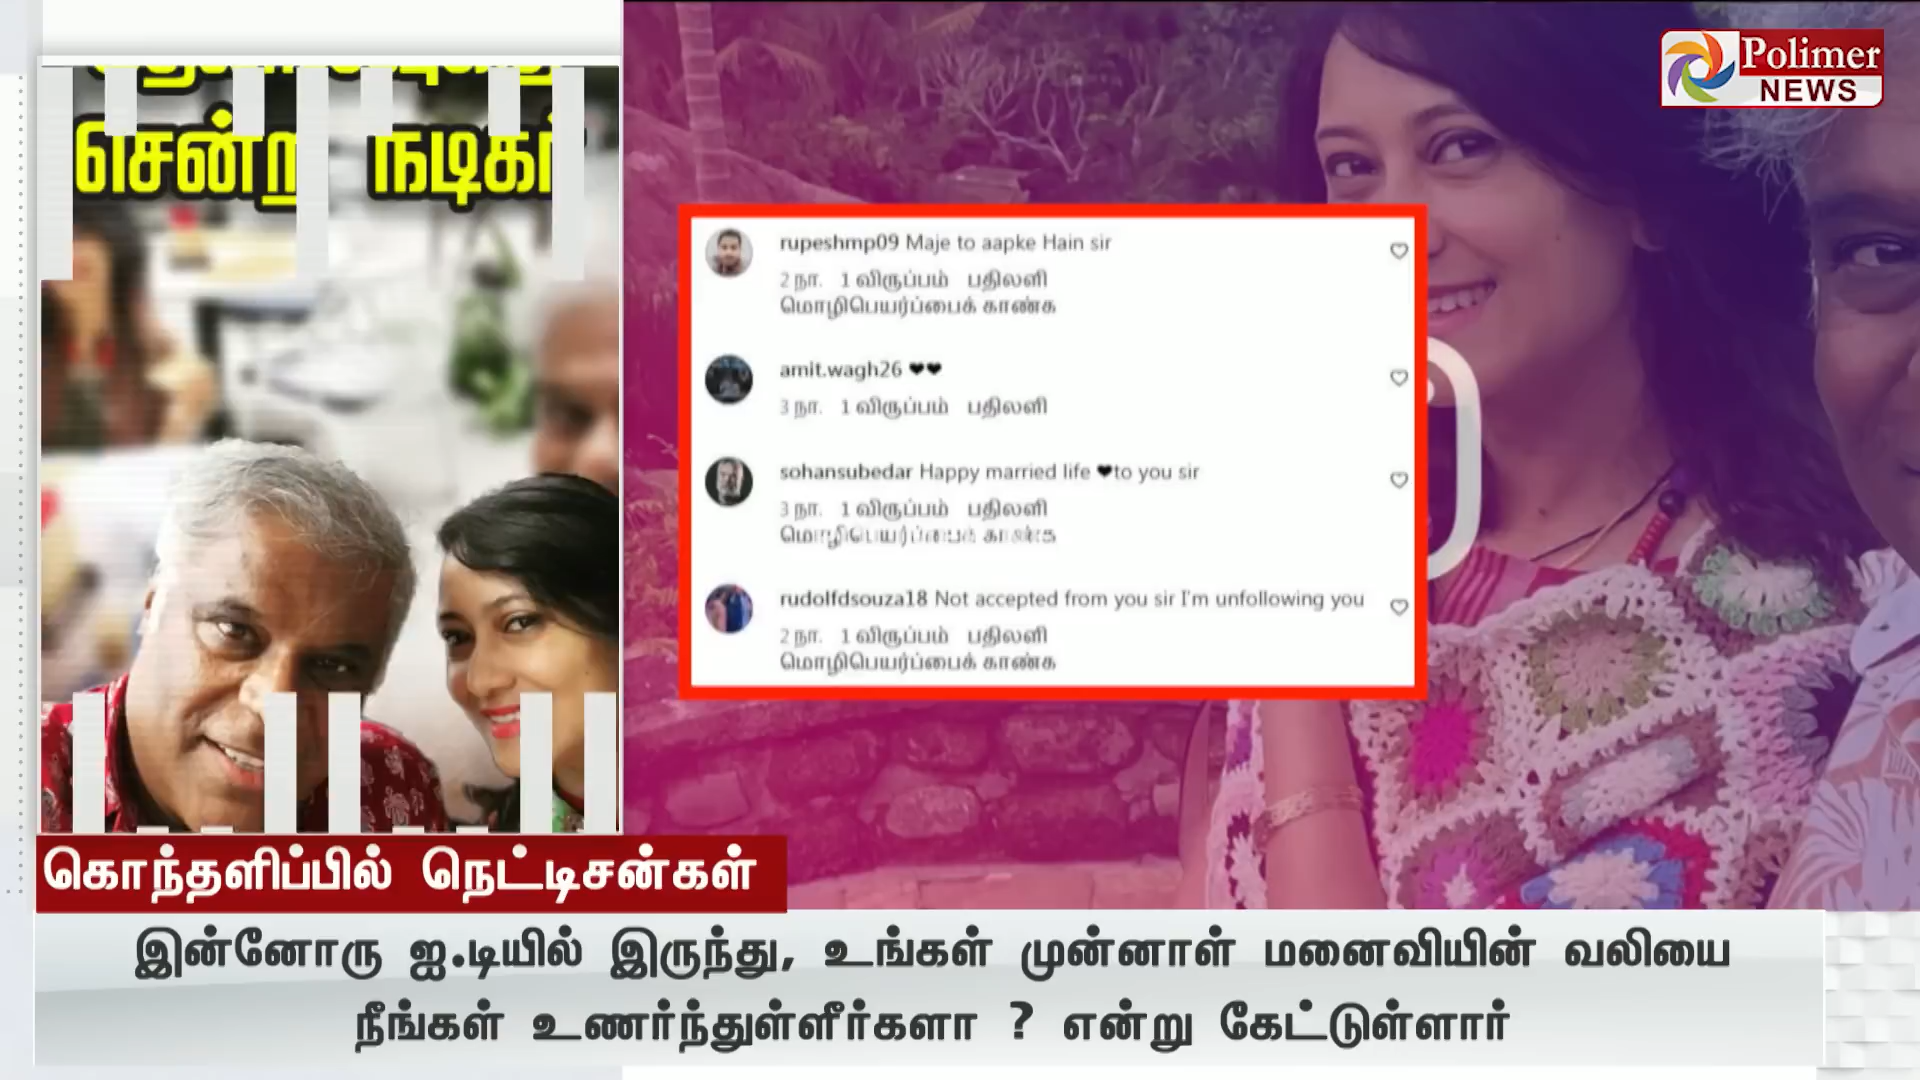 Polimer
NEWS
சென்ற நடிகர்
rupeshmp09 Maje to aapke Hain sir
2 நா. 1 விருப்பம் பதிலளி
மொழிபெயர்ப்பைக் காண்க
amit.wagh26 ❤❤
3 நா. 1 விருப்பம் பதிலளி
sohansubedar Happy married life ❤to you sir
3 நா. 1 விருப்பம் பதிலளி
மொழிபெயர்ப்பைக் காண்க
rudolfdsouza18 Not accepted from you sir I'm unfollowing you
2 நா. 1 விருப்பம் பதிலளி
மொழிபெயர்ப்பைக் காண்க
கொந்தளிப்பில் நெட்டிசன்கள்
இன்னோரு ஐ.டியில் இருந்து, உங்கள் முன்னாள் மனைவியின் வலியை
நீங்கள் உணர்ந்துள்ளீர்களா ? என்று கேட்டுள்ளார்